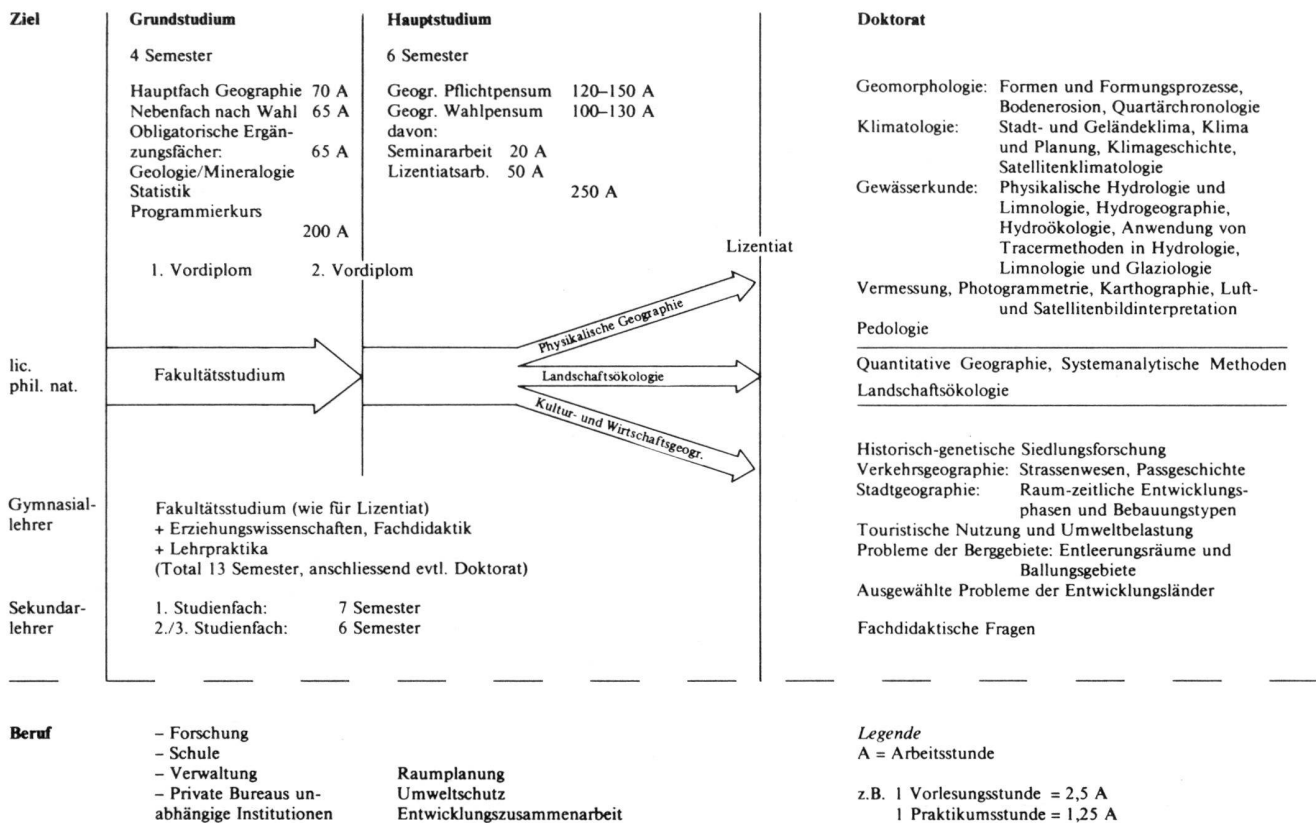 Ziel
Grundstudium
4 Semester
Hauptfach Geographie 70 A
Nebenfach nach Wahl 65 A
Obligatorische Ergän-
zungsfächer: 65 A
Geologie/Mineralogie
Statistik
Programmierkurs
200 A
1. Vordiplom 2. Vordiplom
Hauptstudium
6 Semester
Geogr. Pflichtpensum 120–150 A
Geogr. Wahlpensum 100–130 A
davon:
Seminararbeit 20 A
Lizentiatsarb. 50 A
250 A
Lizentiat
Doktorat
Geomorphologie: Formen und Formungsprozesse,
Bodenerosion, Quartärchronologie
Klimatologie: Stadt- und Geländeklima, Klima
und Planung, Klimageschichte,
Satellitenklimatologie
Gewässerkunde: Physikalische Hydrologie und
Limnologie, Hydrogeographie,
Hydroökologie, Anwendung von
Tracermethoden in Hydrologie,
Limnologie und Glaziologie
Vermessung, Photogrammetrie, Karthographie, Luft-
und Satellitenbildinterpretation
Pedologie
Quantitative Geographie, Systemanalytische Methoden
Landschaftsökologie
Historisch-genetische Siedlungsforschung
Verkehrsgeographie: Strassenwesen, Passgeschichte
Stadtgeographie: Raum-zeitliche Entwicklungs-
phasen und Bebauungstypen
Touristische Nutzung und Umweltbelastung
Probleme der Berggebiete: Entleerungsräume und
Ballungsgebiete
Ausgewählte Probleme der Entwicklungsländer
Fachdidaktische Fragen
lic.
phil. nat.
Fakultätsstudium
Physikalische Geographie
Landschaftsökologie
Kultur- und Wirtschaftsgeogr.
Gymnasial-
lehrer
Fakultätsstudium (wie für Lizentiat)
+ Erziehungswissenschaften, Fachdidaktik
+ Lehrpraktika
(Total 13 Semester, anschliessend evtl. Doktorat)
Sekundar-
lehrer
1. Studienfach: 7 Semester
2./3. Studienfach: 6 Semester
Beruf
– Forschung
– Schule
– Verwaltung
– Private Bureaus un-
abhängige Institutionen
Raumplanung
Umweltschutz
Entwicklungszusammenarbeit
Legende
A = Arbeitsstunde
z.B. 1 Vorlesungsstunde = 2,5 A
1 Praktikumsstunde = 1,25 A